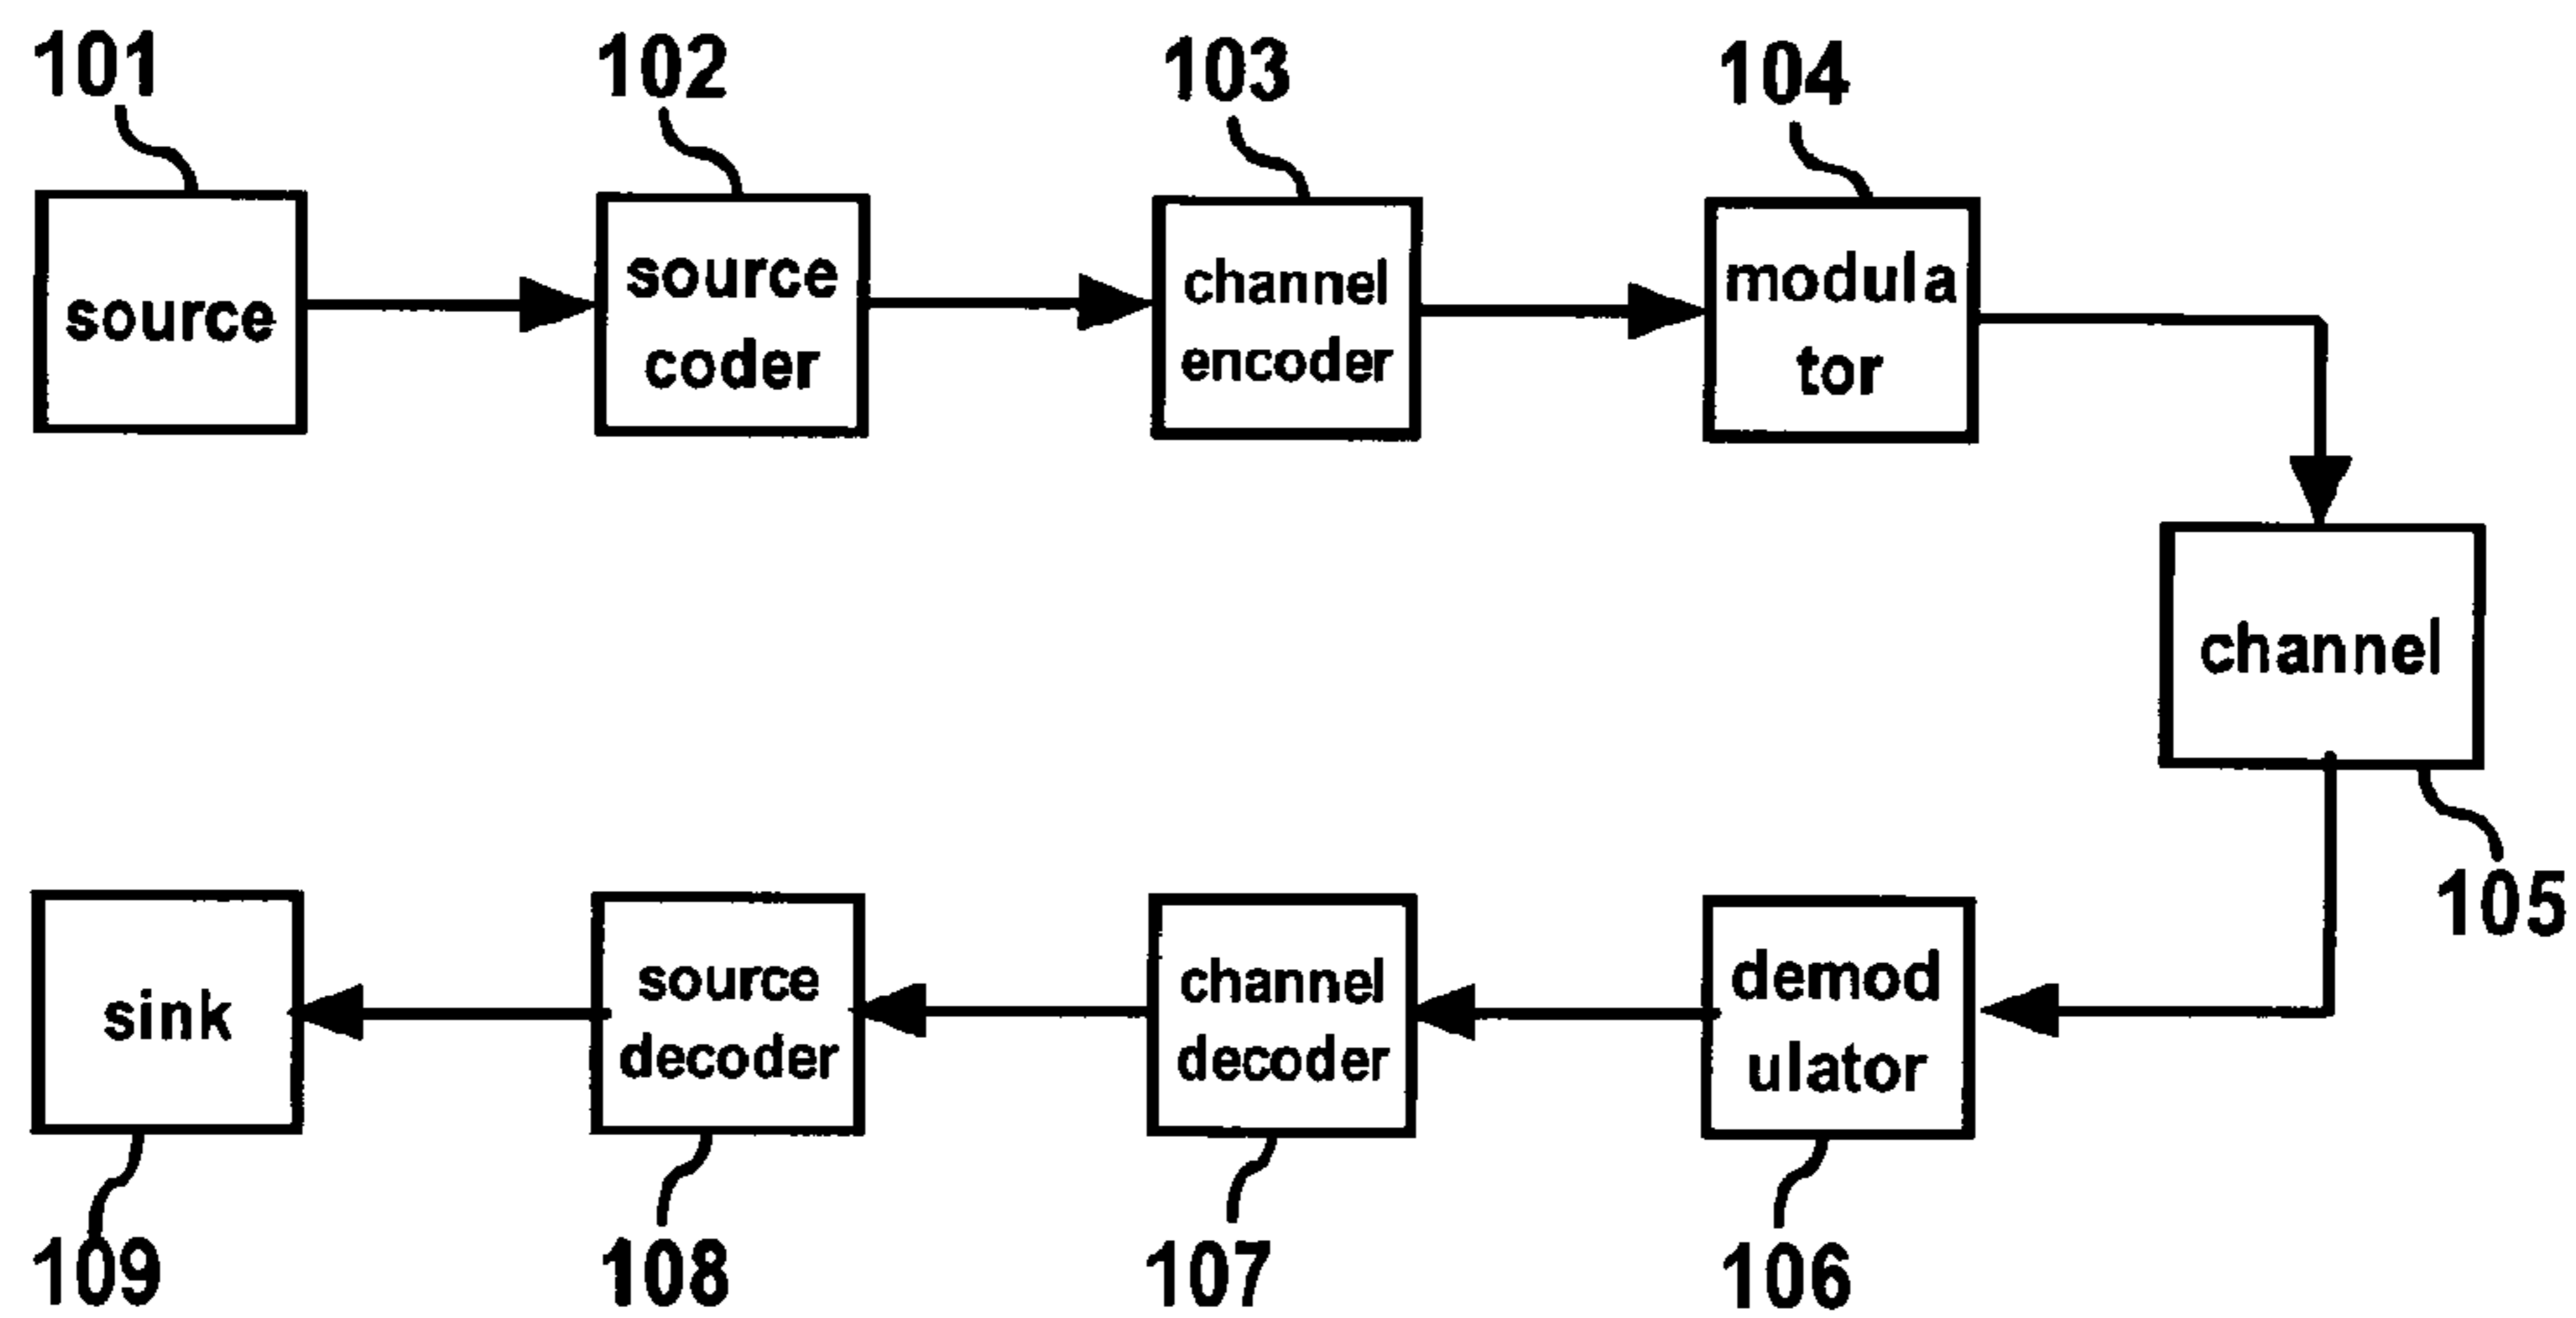 101
102
103
104
source
source
coder
channel
encoder
modula
tor
channel
105
sink
source
decoder
channel
decoder
demod
ulator
109
108
107
106